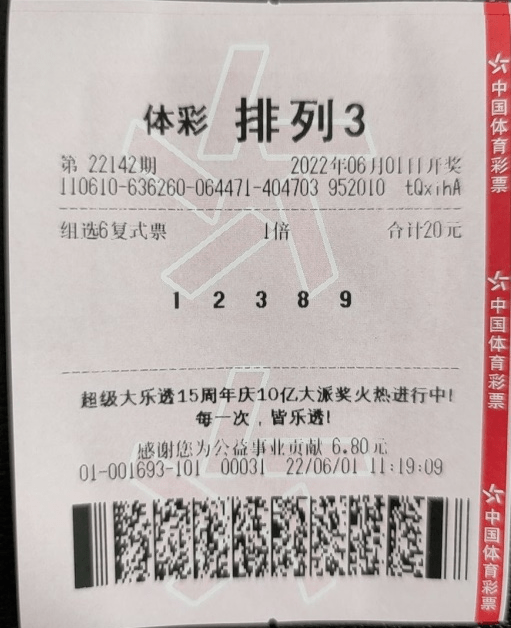 体彩 排列3
第 22142期 2022年06月01日开奖
110610-636260-064471-404703 952010 tQxihA
组选6复式票 1倍 合计20元
1 2 3 8 9
超级大乐透15周年庆10亿大派奖火热进行中!
每一次，皆乐透!
感谢您为公益事业贡献 6.80元
01-001693-101 00031 22/06/01 11:19:09
中国体育彩票
中国体育彩票
中国体育彩票